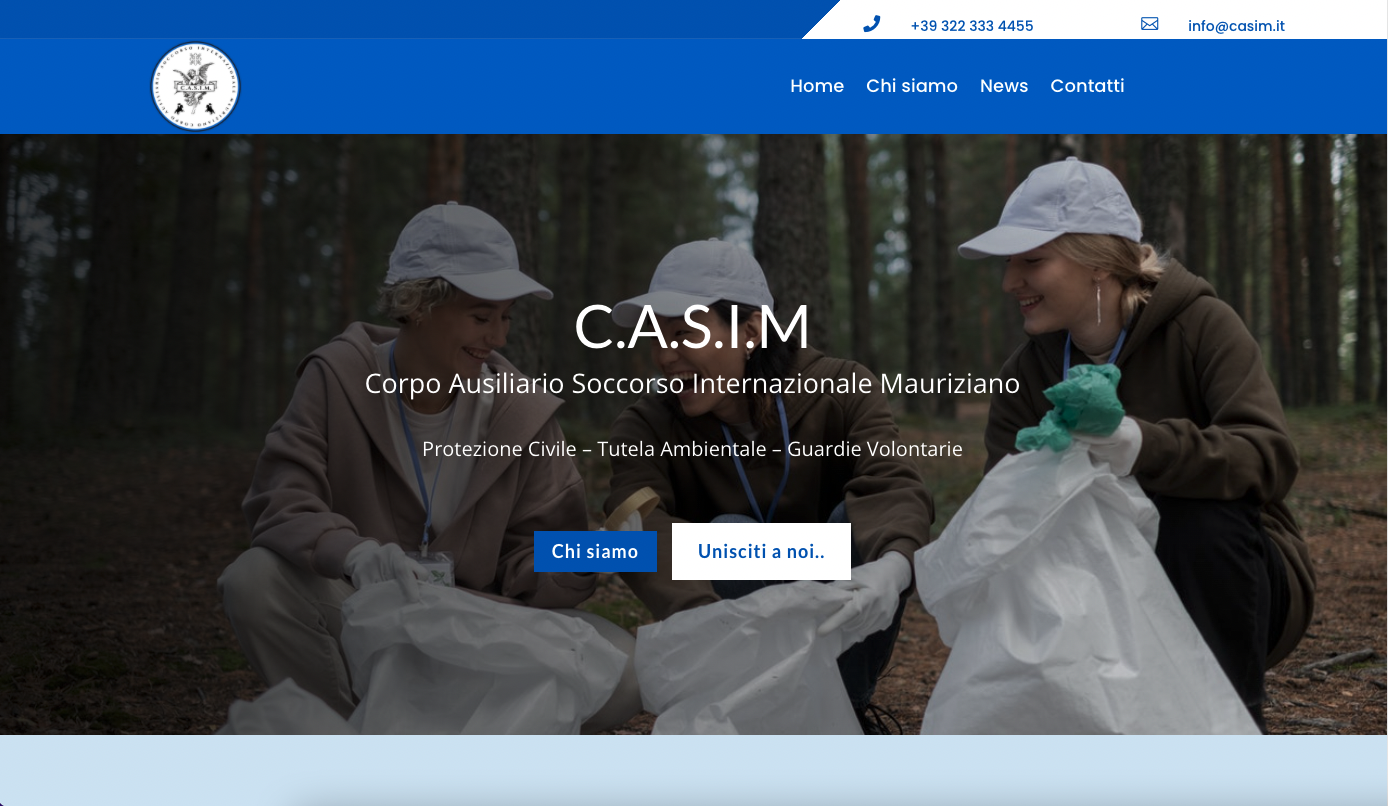 +39 322 333 4455 info@casim.it
C.A.S.I.M.
Home Chi siamo News Contatti
C.A.S.I.M
Corpo Ausiliario Soccorso Internazionale Mauriziano
Protezione Civile – Tutela Ambientale – Guardie Volontarie
Chi siamo Unisciti a noi..